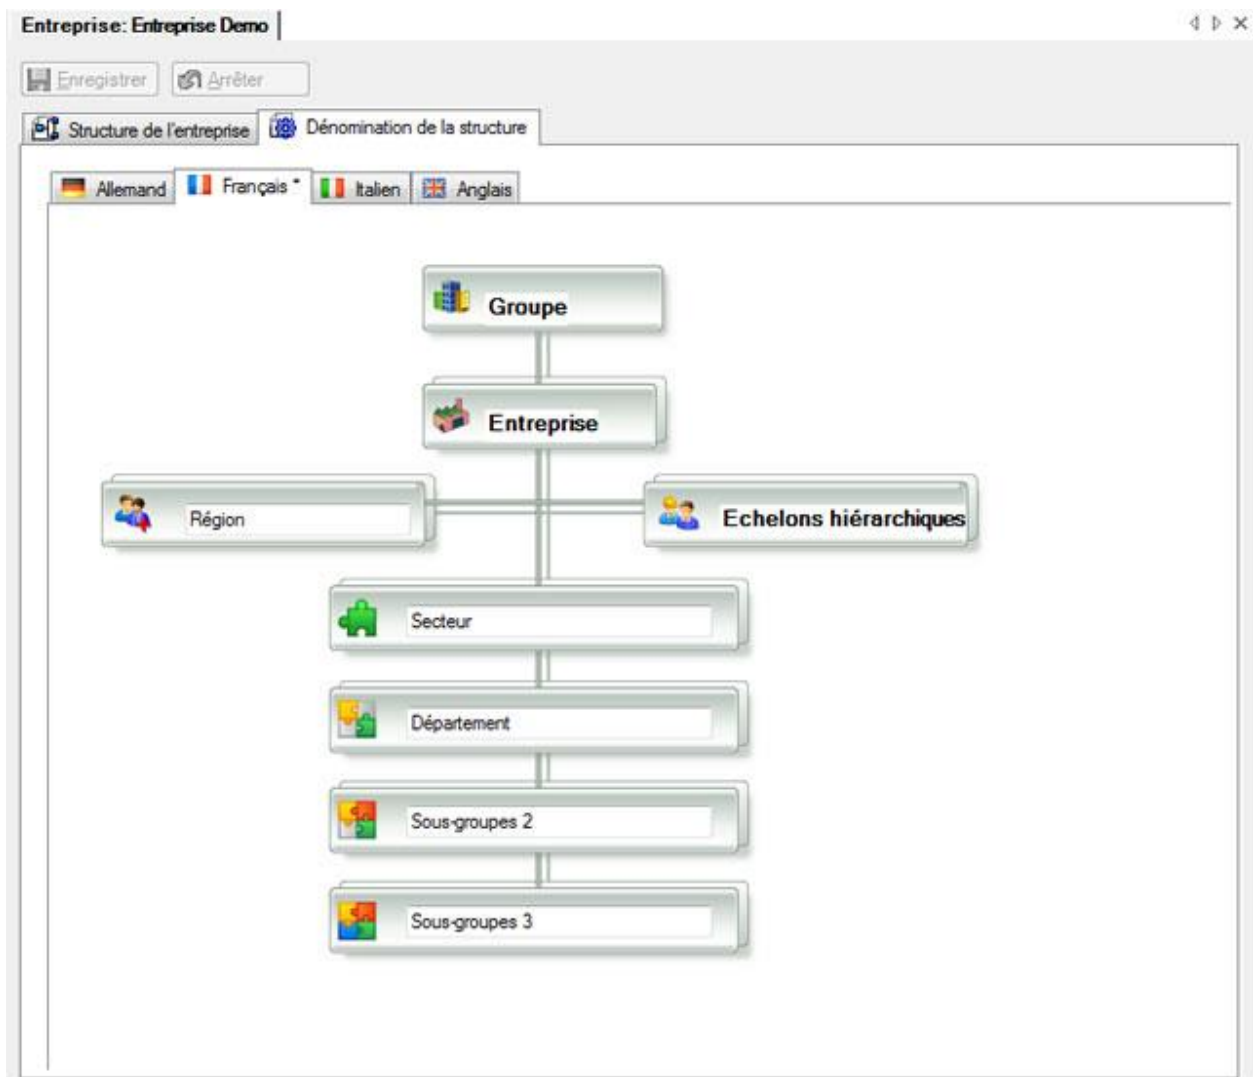 Entreprise: Entreprise Demo
Enregistrer Arrêter
Structure de l'entreprise Dénomination de la structure
Allemand Français * Italien Anglais
Groupe
Entreprise
Région Echelons hiérarchiques
Secteur
Département
Sous-groupes 2
Sous-groupes 3